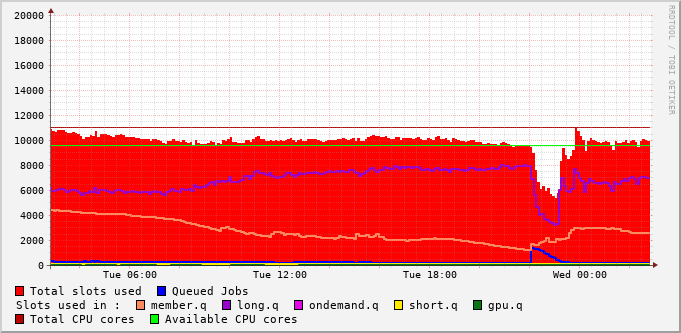 20000
18000
16000
14000
12000
10000
8000
6000
4000
2000
0
Tue 06:00 Tue 12:00 Tue 18:00 Wed 00:00
RRDTOOL / TOBI OETIKER
Total slots used Queued Jobs
Slots used in : member.q long.q ondemand.q short.q gpu.q
Total CPU cores Available CPU cores